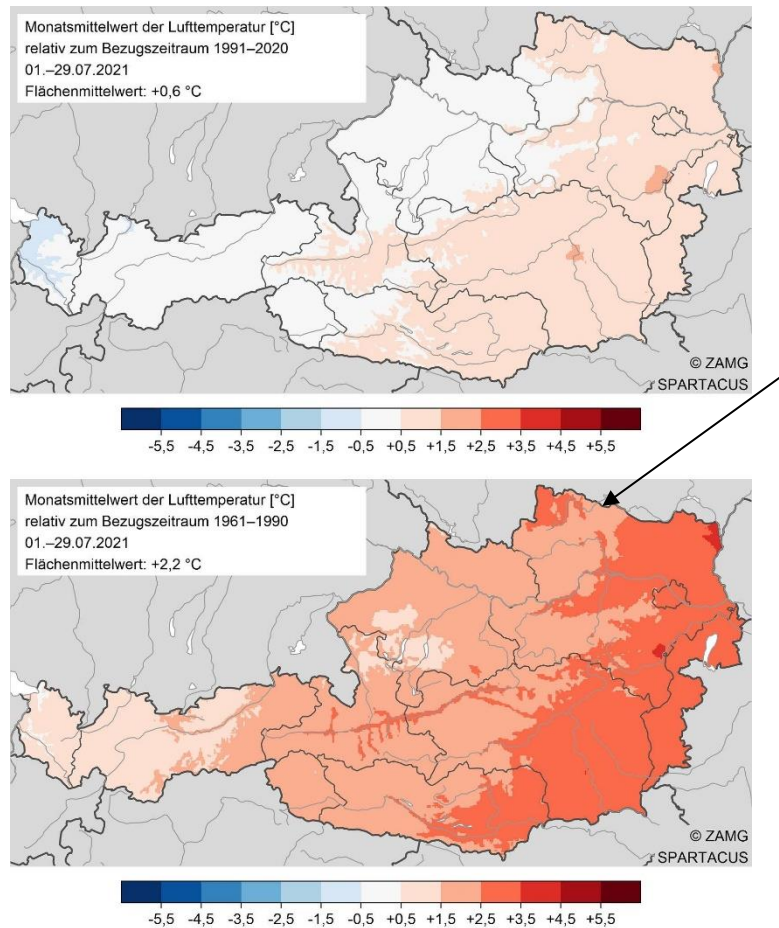 Monatsmittelwert der Lufttemperatur [°C]
relativ zum Bezugszeitraum 1991–2020
01.–29.07.2021
Flächenmittelwert: +0,6 °C
© ZAMG
SPARTACUS
-5,5 -4,5 -3,5 -2,5 -1,5 -0,5 +0,5 +1,5 +2,5 +3,5 +4,5 +5,5
Monatsmittelwert der Lufttemperatur [°C]
relativ zum Bezugszeitraum 1961–1990
01.–29.07.2021
Flächenmittelwert: +2,2 °C
© ZAMG
SPARTACUS
-5,5 -4,5 -3,5 -2,5 -1,5 -0,5 +0,5 +1,5 +2,5 +3,5 +4,5 +5,5